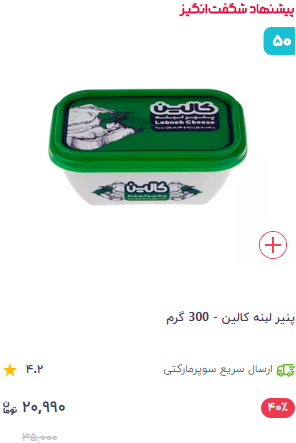 پیشنهاد شگفت‌انگیز
۵۰
کالین
پنیر لبنه
Labneh Cheese
کالین
پنیر لبنه کالین - 300 گرم
ارسال سریع سوپرمارکتی
۴.۲
۴۰٪
۲۰,۹۹۰ تومان
۳۵,۰۰۰